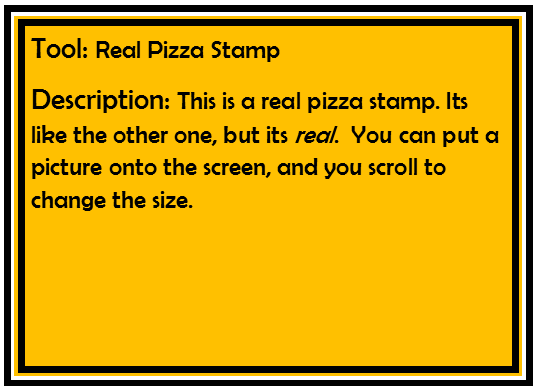 Tool: Real Pizza Stamp
Description: This is a real pizza stamp. Its
like the other one, but its real.  You can put a
picture onto the screen, and you scroll to
change the size.